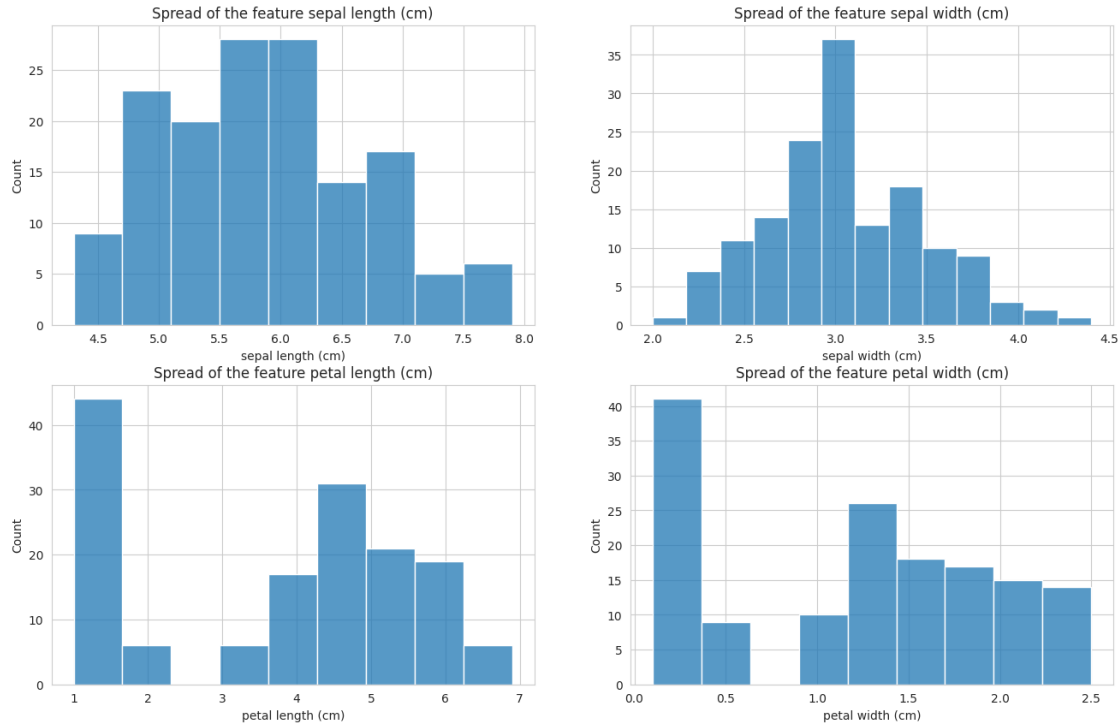 Spread of the feature sepal length (cm)
Count
25
20
15
10
5
0
4.5 5.0 5.5 6.0 6.5 7.0 7.5 8.0
sepal length (cm)
Spread of the feature sepal width (cm)
Count
35
30
25
20
15
10
5
0
2.0 2.5 3.0 3.5 4.0 4.5
sepal width (cm)
Spread of the feature petal length (cm)
Count
40
30
20
10
0
1 2 3 4 5 6 7
petal length (cm)
Spread of the feature petal width (cm)
Count
40
35
30
25
20
15
10
5
0
0.0 0.5 1.0 1.5 2.0 2.5
petal width (cm)